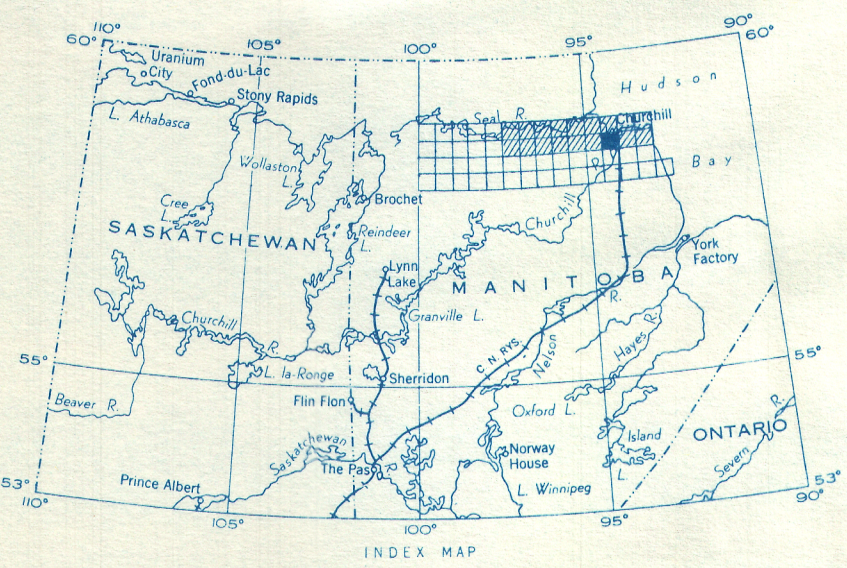 110°
60°
105°
100°
95°
90°
60°
Uranium
City
Fond-du-Lac
Stony Rapids
L. Athabasca
Hudson
Seal R.
Churchill
Bay
Wollaston
L.
R.
Cree
L.
Brochet
Churchill
SASKATCHEWAN
Reindeer
L.
York
Factory
Lynn
Lake
MANITOBA
R.
Churchill
R.
Granville L.
C. N. RYS.
Nelson
Hayes R.
55°
L. la-Ronge
Sherridon
55°
Beaver R.
Flin Flon
Oxford L.
R.
Saskatchewan
Island
L.
ONTARIO
Norway
House
Severn
The Pas
R.
Prince Albert
L. Winnipeg
53°
110°
105°
100°
95°
53°
90°
INDEX MAP